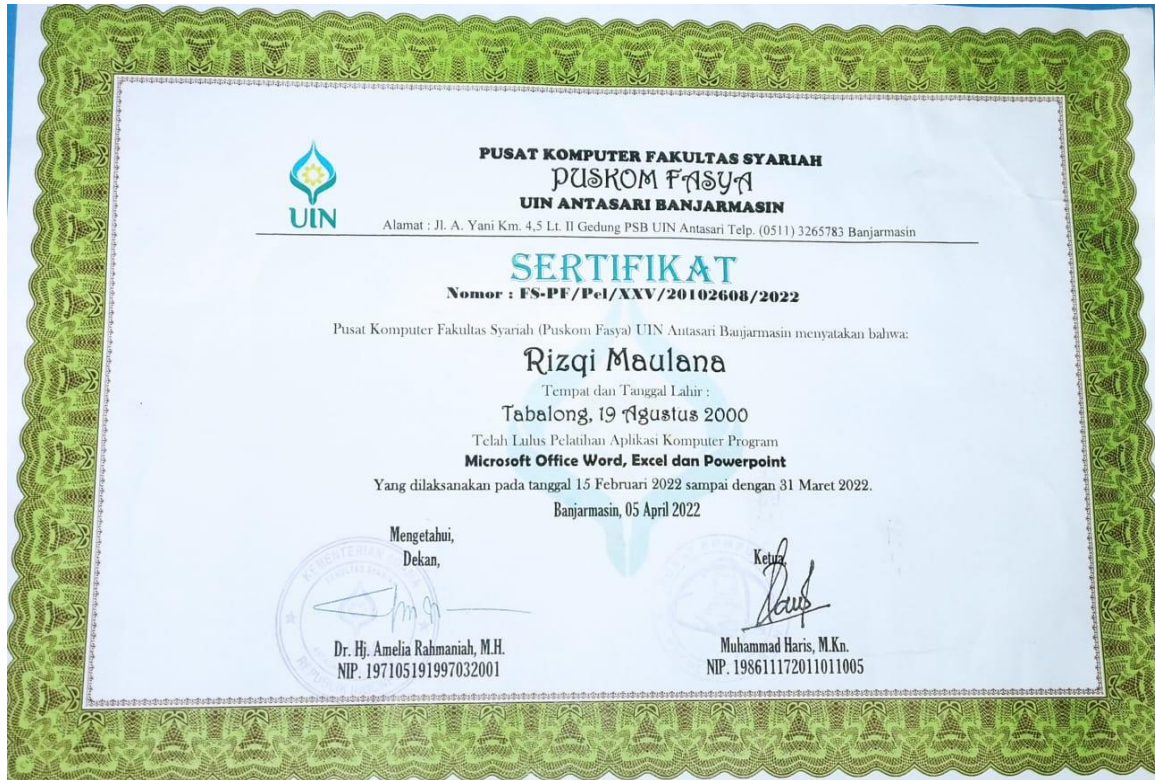 PUSAT KOMPUTER FAKULTAS SYARIAH
PUSKOM FASYA
UIN ANTASARI BANJARMASIN
UIN
Alamat : Jl. A. Yani Km. 4,5 Lt. II Gedung PSB UIN Antasari Telp. (0511) 3265783 Banjarmasin
SERTIFIKAT
Nomor : FS-PF/Pel/XXV/20102608/2022
Pusat Komputer Fakultas Syariah (Puskom Fasya) UIN Antasari Banjarmasin menyatakan bahwa:
Rizqi Maulana
Tempat dan Tanggal Lahir :
Tabalong, 19 Agustus 2000
Telah Lulus Pelatihan Aplikasi Komputer Program
Microsoft Office Word, Excel dan Powerpoint
Yang dilaksanakan pada tanggal 15 Februari 2022 sampai dengan 31 Maret 2022.
Banjarmasin, 05 April 2022
Mengetahui,
Dekan,
Dr. Hj. Amelia Rahmaniah, M.H.
NIP. 197105191997032001
Ketua,
Muhammad Haris, M.Kn.
NIP. 198611172011011005